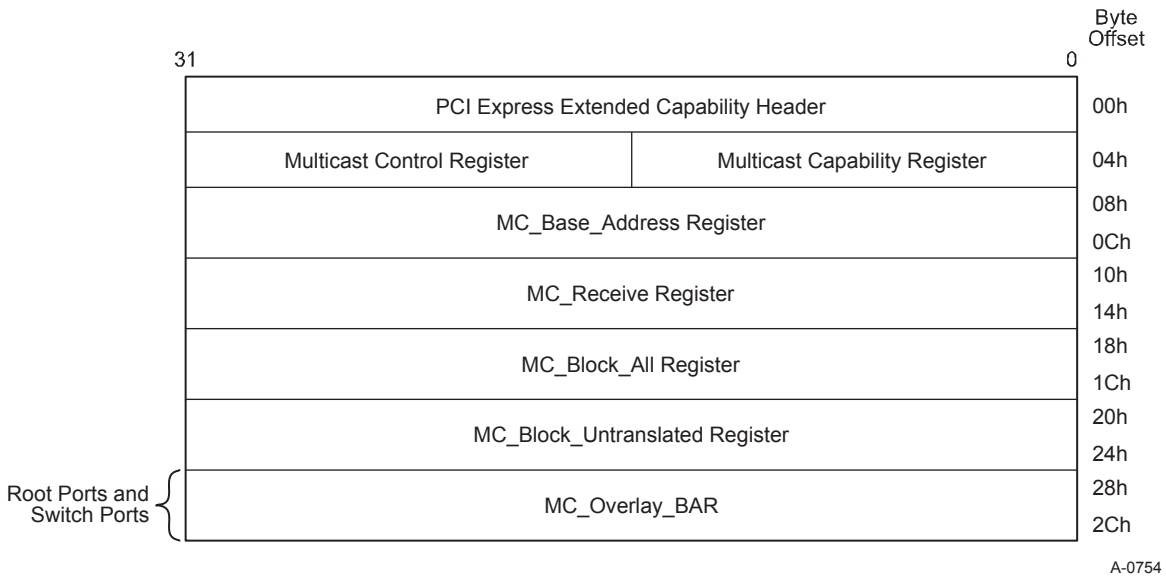 Byte
Offset
31 0
PCI Express Extended Capability Header 00h
Multicast Control Register Multicast Capability Register 04h
08h
MC_Base_Address Register
0Ch
10h
MC_Receive Register
14h
18h
MC_Block_All Register
1Ch
20h
MC_Block_Untranslated Register
24h
Root Ports and
Switch Ports
28h
MC_Overlay_BAR
2Ch
A-0754